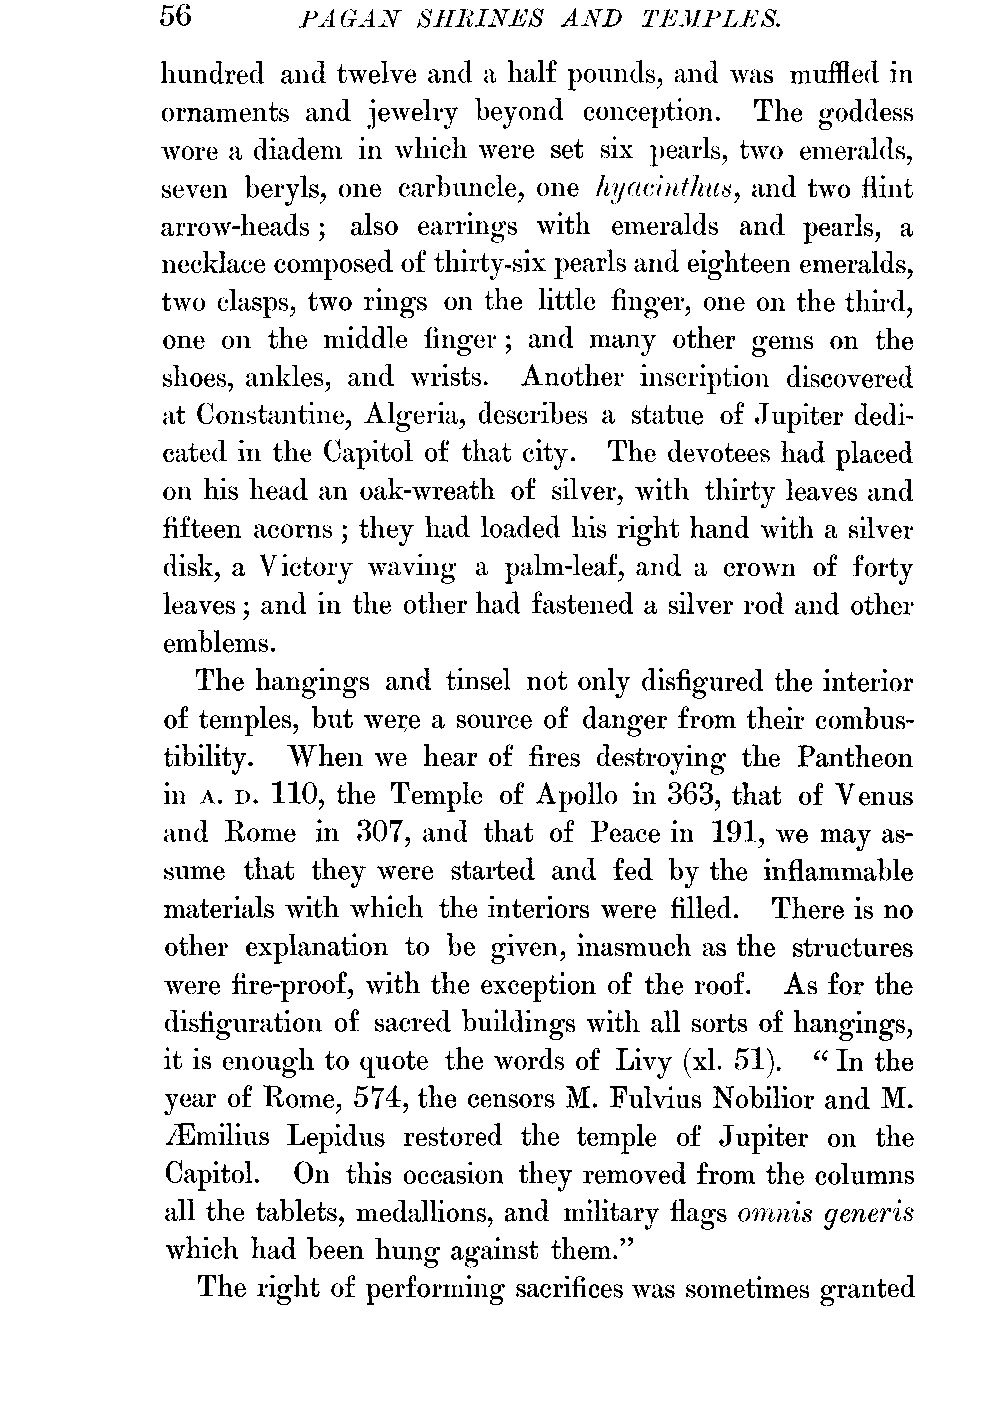 56 PAGAN SHRINES AND TEMPLES.
hundred and twelve and a half pounds, and was muffled in
ornaments and jewelry beyond conception. The goddess
wore a diadem in which were set six pearls, two emeralds,
seven beryls, one carbuncle, one hyacinthus, and two flint
arrow-heads; also earrings with emeralds and pearls, a
necklace composed of thirty-six pearls and eighteen emeralds,
two clasps, two rings on the little finger, one on the third,
one on the middle finger; and many other gems on the
shoes, ankles, and wrists. Another inscription discovered
at Constantine, Algeria, describes a statue of Jupiter dedi-
cated in the Capitol of that city. The devotees had placed
on his head an oak-wreath of silver, with thirty leaves and
fifteen acorns; they had loaded his right hand with a silver
disk, a Victory waving a palm-leaf, and a crown of forty
leaves; and in the other had fastened a silver rod and other
emblems.
The hangings and tinsel not only disfigured the interior
of temples, but were a source of danger from their combus-
tibility. When we hear of fires destroying the Pantheon
in A. D. 110, the Temple of Apollo in 363, that of Venus
and Rome in 307, and that of Peace in 191, we may as-
sume that they were started and fed by the inflammable
materials with which the interiors were filled. There is no
other explanation to be given, inasmuch as the structures
were fire-proof, with the exception of the roof. As for the
disfiguration of sacred buildings with all sorts of hangings,
it is enough to quote the words of Livy (xl. 51). "In the
year of Rome, 574, the censors M. Fulvius Nobilior and M.
Æmilius Lepidus restored the temple of Jupiter on the
Capitol. On this occasion they removed from the columns
all the tablets, medallions, and military flags omnis generis
which had been hung against them."
The right of performing sacrifices was sometimes granted